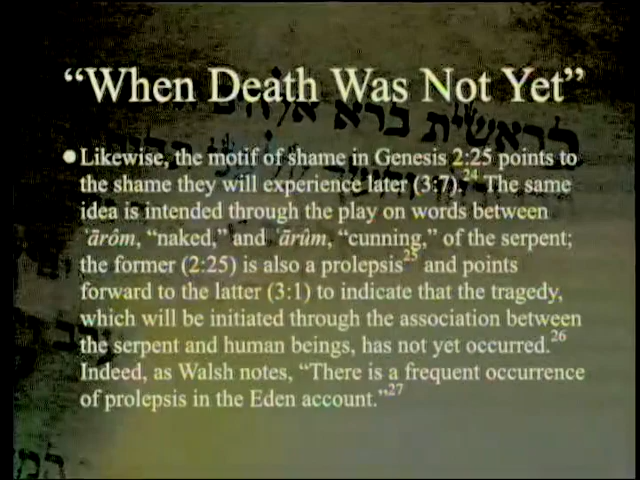 “When Death Was Not Yet”
בראשית ברא אלהים
Likewise, the motif of shame in Genesis 2:25 points to
the shame they will experience later (3:7).24 The same
idea is intended through the play on words between
ʿārôm, “naked,” and ʿārûm, “cunning,” of the serpent;
the former (2:25) is also a prolepsis25 and points
forward to the latter (3:1) to indicate that the tragedy,
which will be initiated through the association between
the serpent and human beings, has not yet occurred.26
Indeed, as Walsh notes, “There is a frequent occurrence
of prolepsis in the Eden account.”27